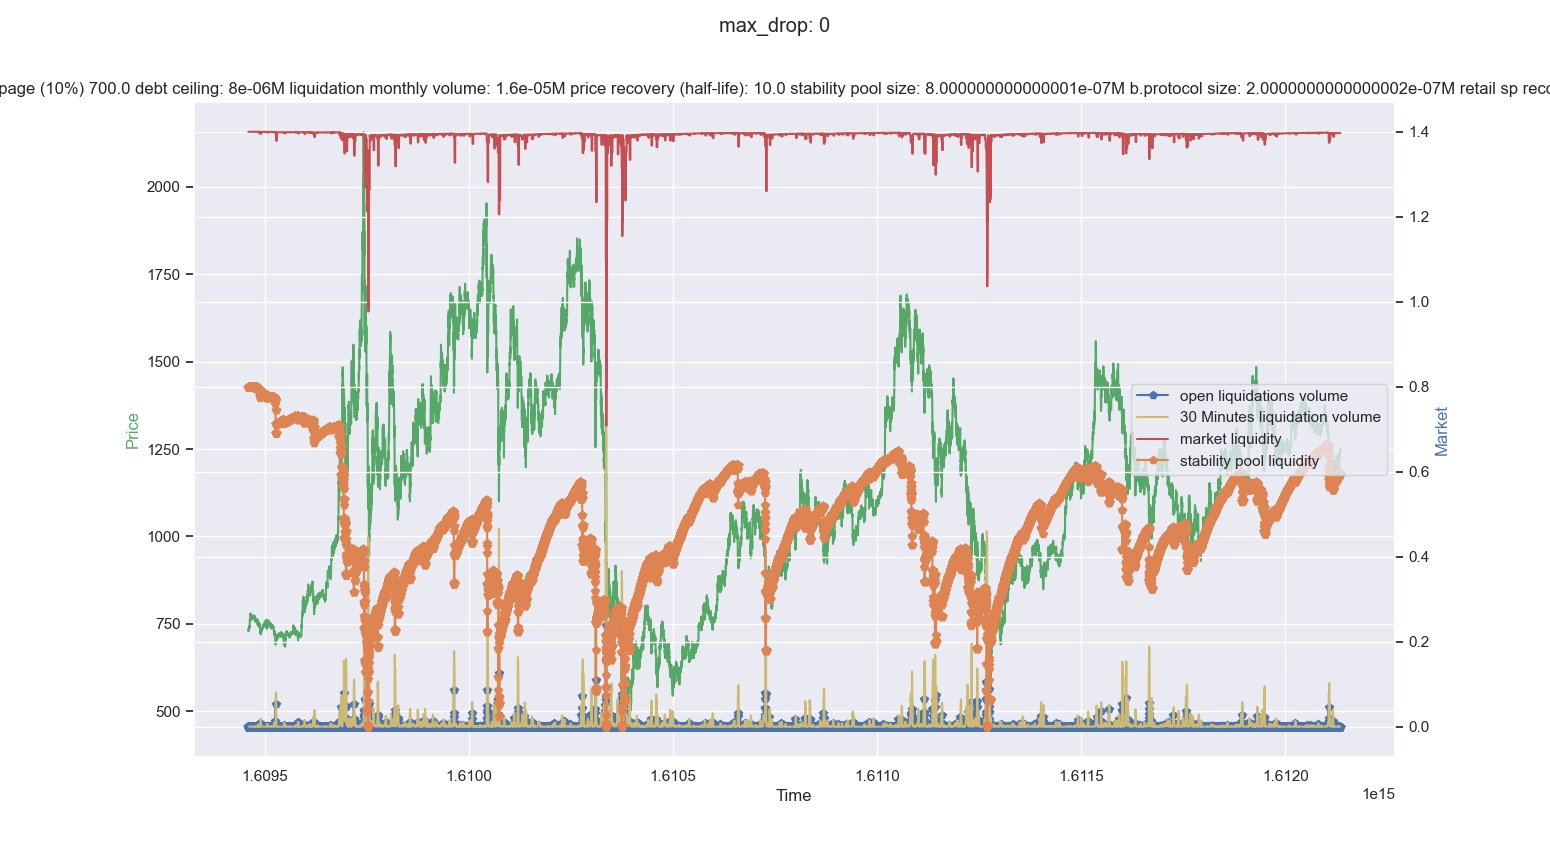 max_drop: 0
page (10%) 700.0 debt ceiling: 8e-06M liquidation monthly volume: 1.6e-05M price recovery (half-life): 10.0 stability pool size: 8.000000000000001e-07M b.protocol size: 2.0000000000000002e-07M retail sp reco
2000
1750
1500
1250
1000
750
500
Price
1.4
1.2
1.0
0.8
0.6
0.4
0.2
0.0
Market
open liquidations volume
30 Minutes liquidation volume
market liquidity
stability pool liquidity
1.6095
1.6100
1.6105
1.6110
1.6115
1.6120
1e15
Time